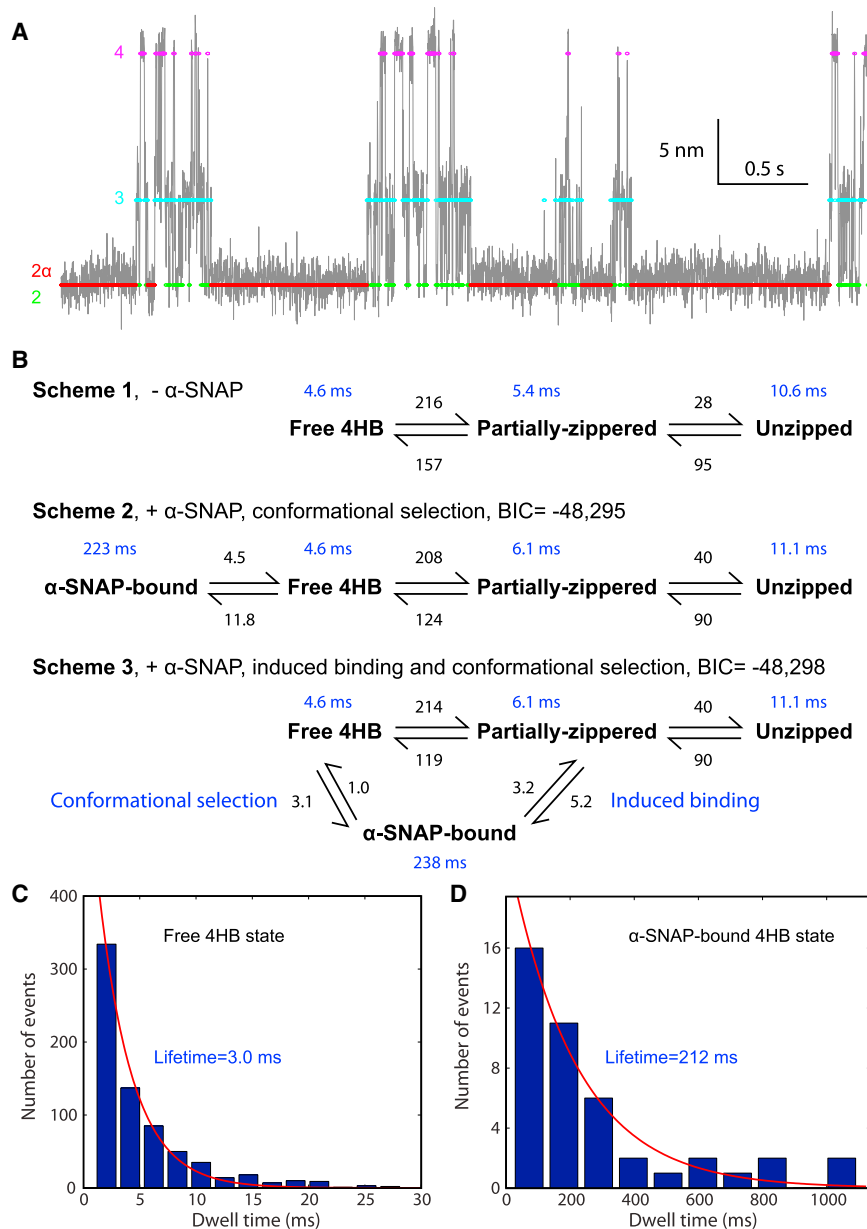 A
4
3
2α
2
5 nm
0.5 s
B
Scheme 1, - α-SNAP
4.6 ms 5.4 ms 10.6 ms
216 28
Free 4HB Partially-zippered Unzipped
157 95
Scheme 2, + α-SNAP, conformational selection, BIC= -48,295
223 ms 4.6 ms 6.1 ms 11.1 ms
4.5 208 40
α-SNAP-bound Free 4HB Partially-zippered Unzipped
11.8 124 90
Scheme 3, + α-SNAP, induced binding and conformational selection, BIC= -48,298
4.6 ms 6.1 ms 11.1 ms
214 40
Free 4HB Partially-zippered Unzipped
119 90
Conformational selection 3.1 1.0 3.2 5.2 Induced binding
α-SNAP-bound
238 ms
C
400
300
200
100
0
Number of events
Free 4HB state
Lifetime=3.0 ms
0 5 10 15 20 25 30
Dwell time (ms)
D
16
12
8
4
0
Number of events
α-SNAP-bound 4HB state
Lifetime=212 ms
0 200 400 600 800 1000
Dwell time (ms)